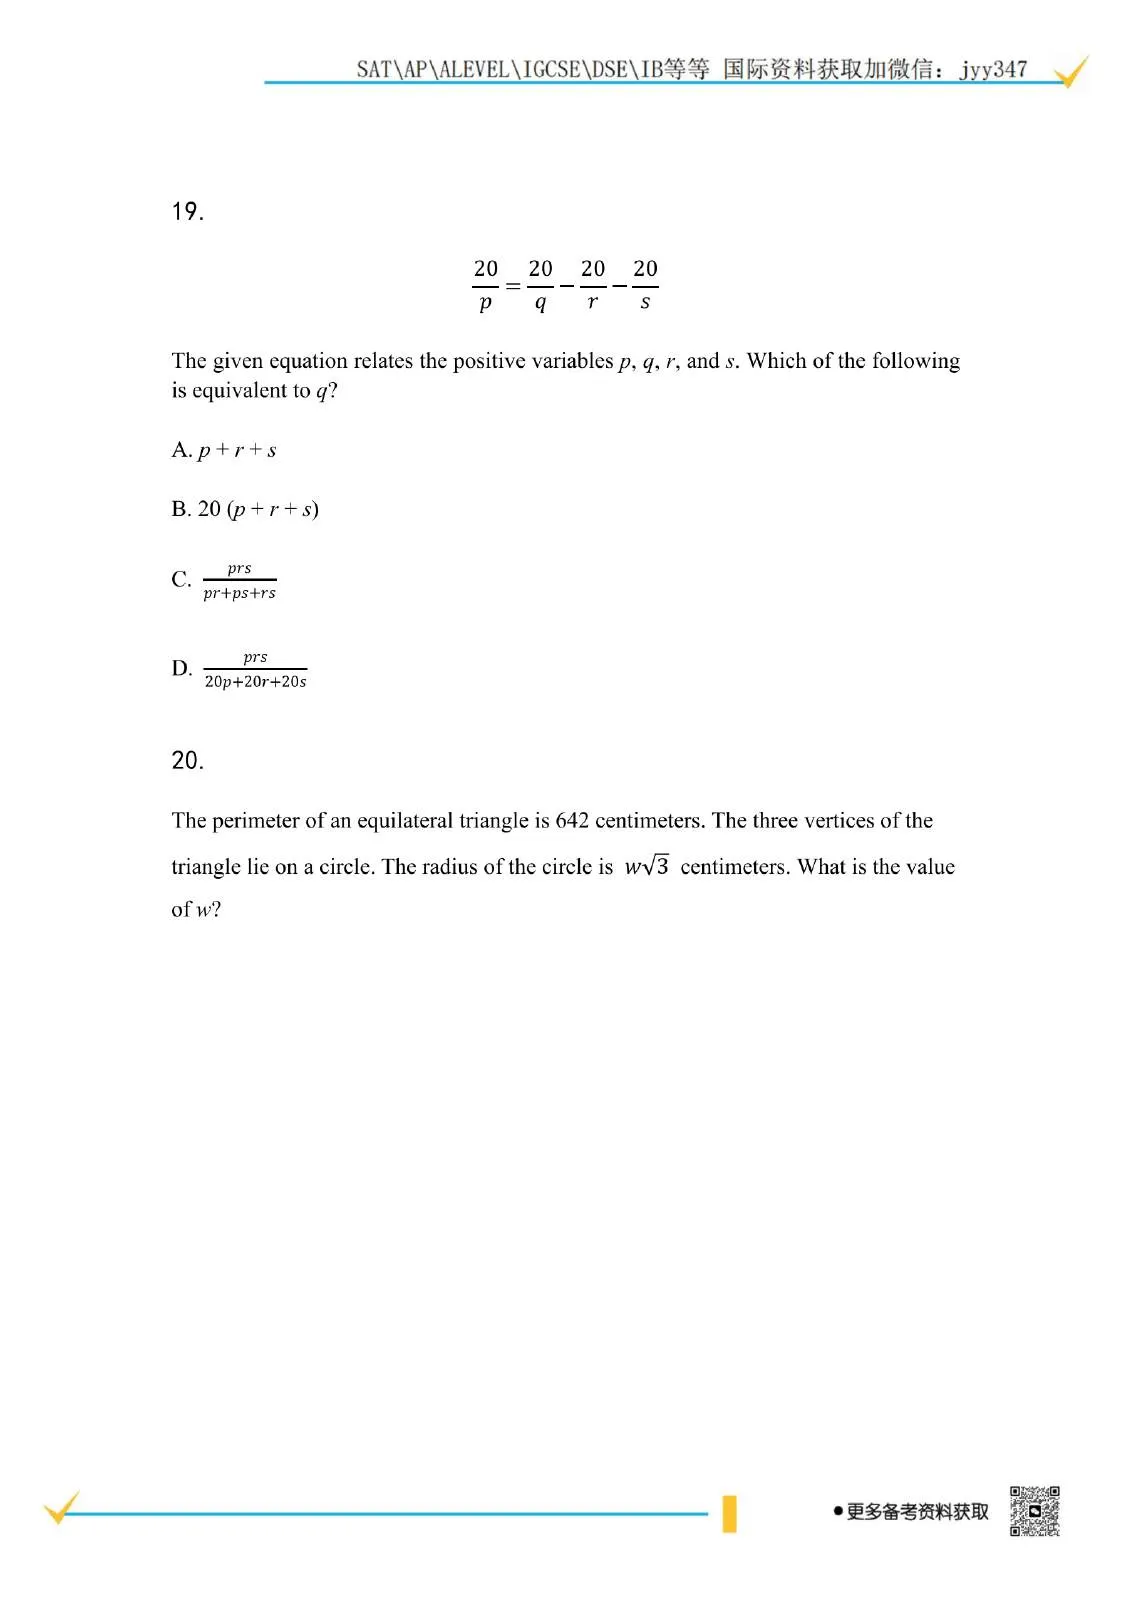 SAT\AP\ALEVEL\IGCSE\DSE\IB等等 国际资料获取加微信：jyy347
19.
20/p = 20/q − 20/r − 20/s
The given equation relates the positive variables p, q, r, and s. Which of the following
is equivalent to q?
A. p + r + s
B. 20 (p + r + s)
C. prs/(pr+ps+rs)
D. prs/(20p+20r+20s)
20.
The perimeter of an equilateral triangle is 642 centimeters. The three vertices of the
triangle lie on a circle. The radius of the circle is w√3 centimeters. What is the value
of w?
●更多备考资料获取